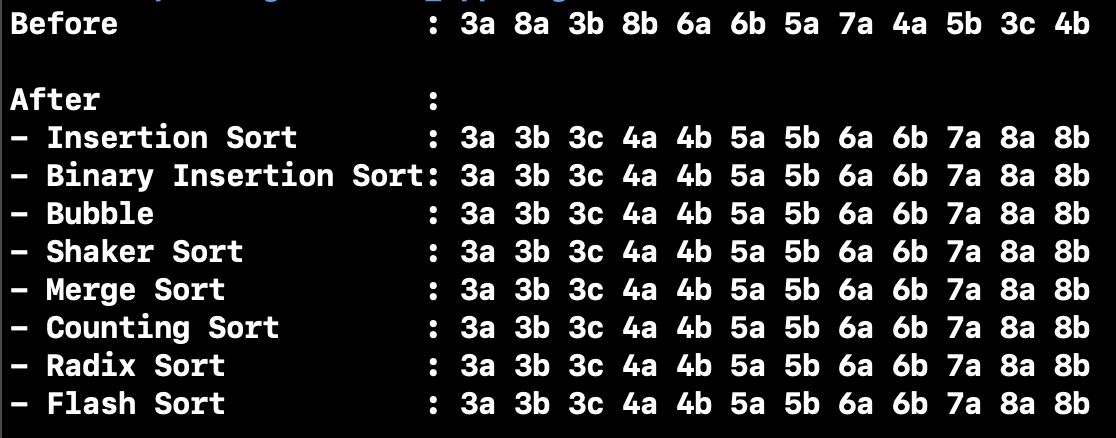 Before : 3a 8a 3b 8b 6a 6b 5a 7a 4a 5b 3c 4b
After :
- Insertion Sort : 3a 3b 3c 4a 4b 5a 5b 6a 6b 7a 8a 8b
- Binary Insertion Sort: 3a 3b 3c 4a 4b 5a 5b 6a 6b 7a 8a 8b
- Bubble : 3a 3b 3c 4a 4b 5a 5b 6a 6b 7a 8a 8b
- Shaker Sort : 3a 3b 3c 4a 4b 5a 5b 6a 6b 7a 8a 8b
- Merge Sort : 3a 3b 3c 4a 4b 5a 5b 6a 6b 7a 8a 8b
- Counting Sort : 3a 3b 3c 4a 4b 5a 5b 6a 6b 7a 8a 8b
- Radix Sort : 3a 3b 3c 4a 4b 5a 5b 6a 6b 7a 8a 8b
- Flash Sort : 3a 3b 3c 4a 4b 5a 5b 6a 6b 7a 8a 8b